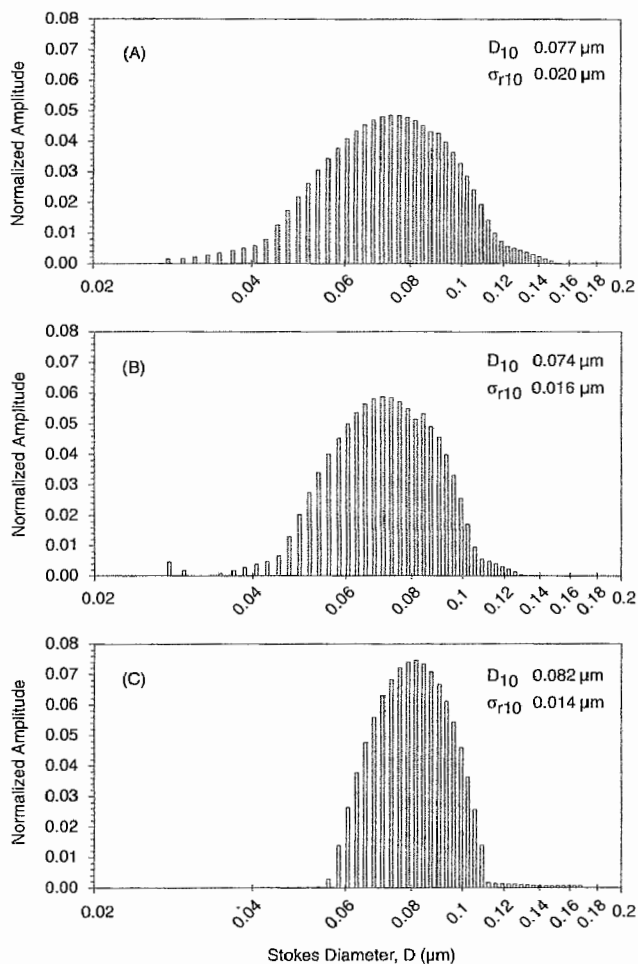 0.08
0.07
0.06
0.05
0.04
0.03
0.02
0.01
0.00
Normalized Amplitude
(A)
D10 0.077 µm
σr10 0.020 µm
0.02 0.04 0.06 0.08 0.1 0.12 0.14 0.16 0.18 0.2
0.08
0.07
0.06
0.05
0.04
0.03
0.02
0.01
0.00
Normalized Amplitude
(B)
D10 0.074 µm
σr10 0.016 µm
0.02 0.04 0.06 0.08 0.1 0.12 0.14 0.16 0.18 0.2
0.08
0.07
0.06
0.05
0.04
0.03
0.02
0.01
0.00
Normalized Amplitude
(C)
D10 0.082 µm
σr10 0.014 µm
0.02 0.04 0.06 0.08 0.1 0.12 0.14 0.16 0.18 0.2
Stokes Diameter, D (µm)